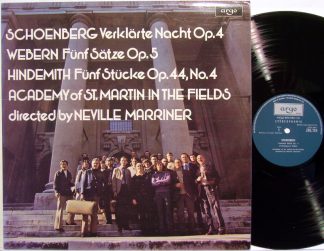 SCHOENBERG Verklärte Nacht Op.4
argo
WEBERN Fünf Sätze Op.5
HINDEMITH Fünf Stücke Op.44, No.4
ACADEMY of ST. MARTIN IN THE FIELDS
directed by NEVILLE MARRINER
argo